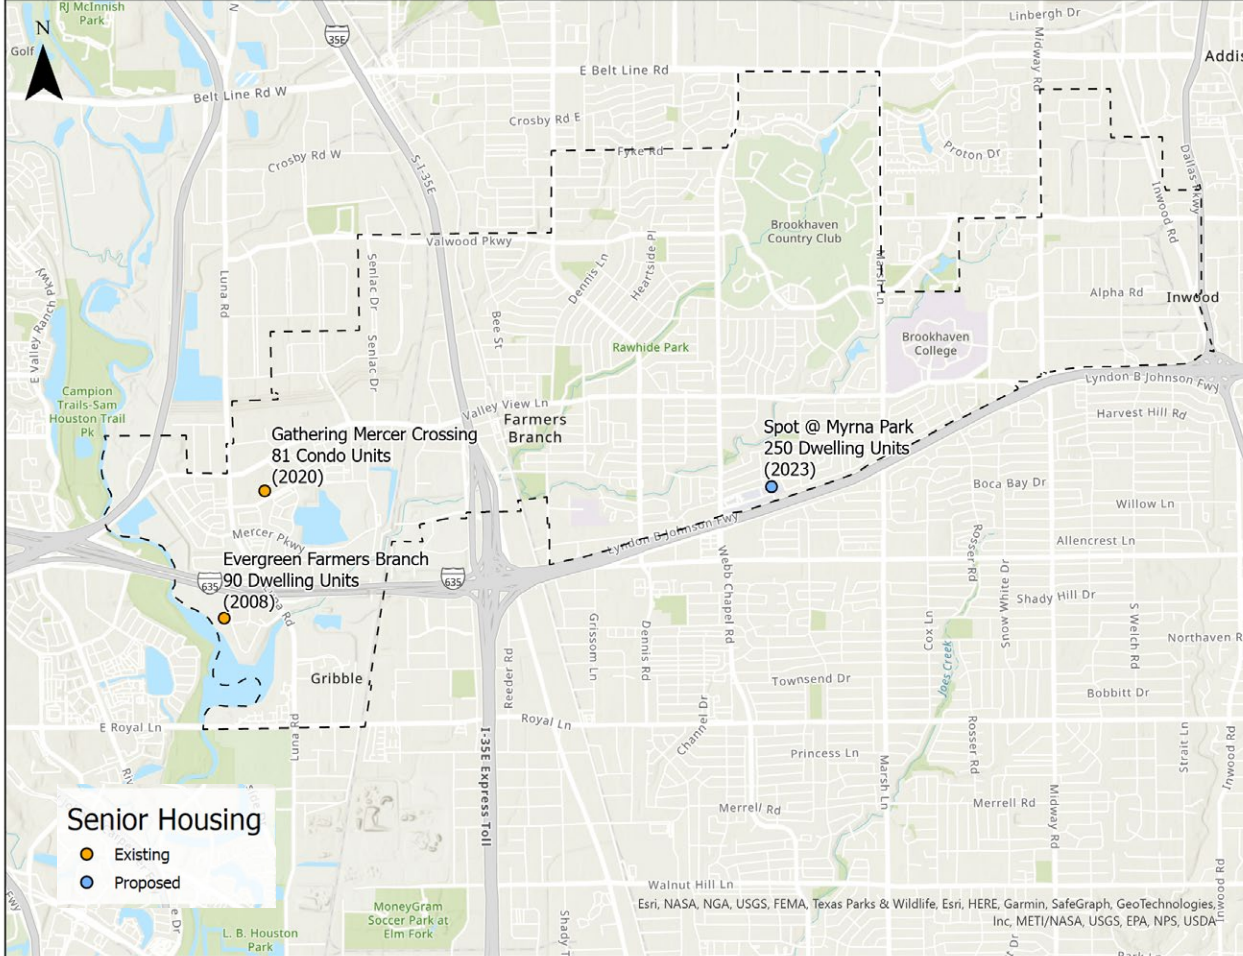 RJ McInnish
Park
N
Golf
35E
Linbergh Dr
Addis
Midway Rd
E Belt Line Rd
Belt Line Rd W
Crosby Rd E
Crosby Rd W
Fyke Rd
Proton Dr
S I-35E
Dallas Pkwy
Inwood Rd
Brookhaven
Country Club
Valwood Pkwy
Luna Rd
Senlac Dr
Dennis Ln
Heartside Pl
Marsh Ln
E Valley Ranch Pkwy
Alpha Rd
Inwood
Bee St
Senlac Dr
Rawhide Park
Brookhaven
College
Lyndon B Johnson Fwy
Campion
Trails-Sam
Houston Trail
Pk
Valley View Ln
Farmers
Branch
Harvest Hill Rd
Gathering Mercer Crossing
81 Condo Units
(2020)
Spot @ Myrna Park
250 Dwelling Units
(2023)
Boca Bay Dr
Willow Ln
Mercer Pkwy
Lyndon B Johnson Fwy
Allencrest Ln
Evergreen Farmers Branch
90 Dwelling Units
(2008)
635
635
Rd
Webb Chapel Rd
Rosser Rd
Snow White Dr
Shady Hill Dr
Cox Ln
S Welch Rd
Northaven R
Grissom Ln
Dennis Rd
Reeder Rd
Gribble
Joes Creek
Townsend Dr
Bobbitt Dr
E Royal Ln
Luna Rd
Royal Ln
Channel Dr
Rosser Rd
Strait Ln
Inwood Rd
I-35E Express Toll
Princess Ln
Marsh Ln
Midway Rd
Merrell Rd
Merrell Rd
Senior Housing
Existing
Proposed
Walnut Hill Ln
Inwood Rd
Fwy
MoneyGram
Soccer Park at
Elm Fork
L. B. Houston
Park
Shady T
Esri, NASA, NGA, USGS, FEMA, Texas Parks & Wildlife, Esri, HERE, Garmin, SafeGraph, GeoTechnologies,
Inc, METI/NASA, USGS, EPA, NPS, USDA